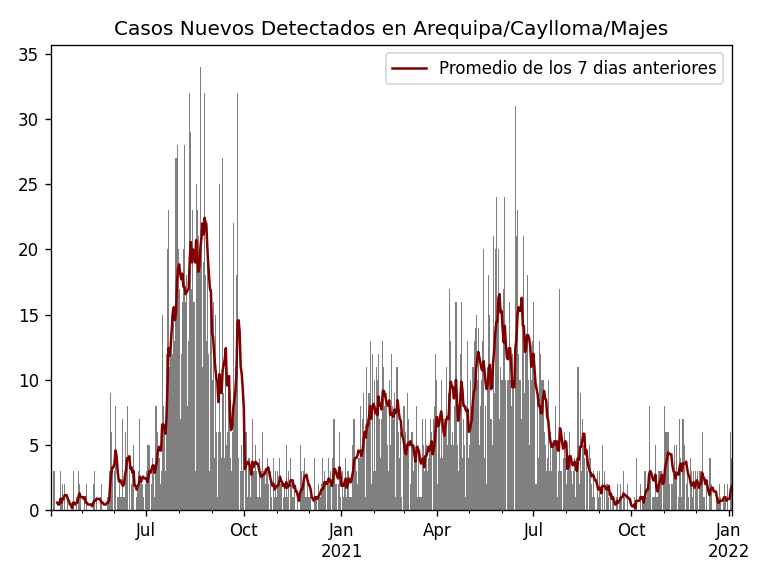 Casos Nuevos Detectados en Arequipa/Caylloma/Majes
Promedio de los 7 dias anteriores
35
30
25
20
15
10
5
0
Jul
Oct
Jan
2021
Apr
Jul
Oct
Jan
2022